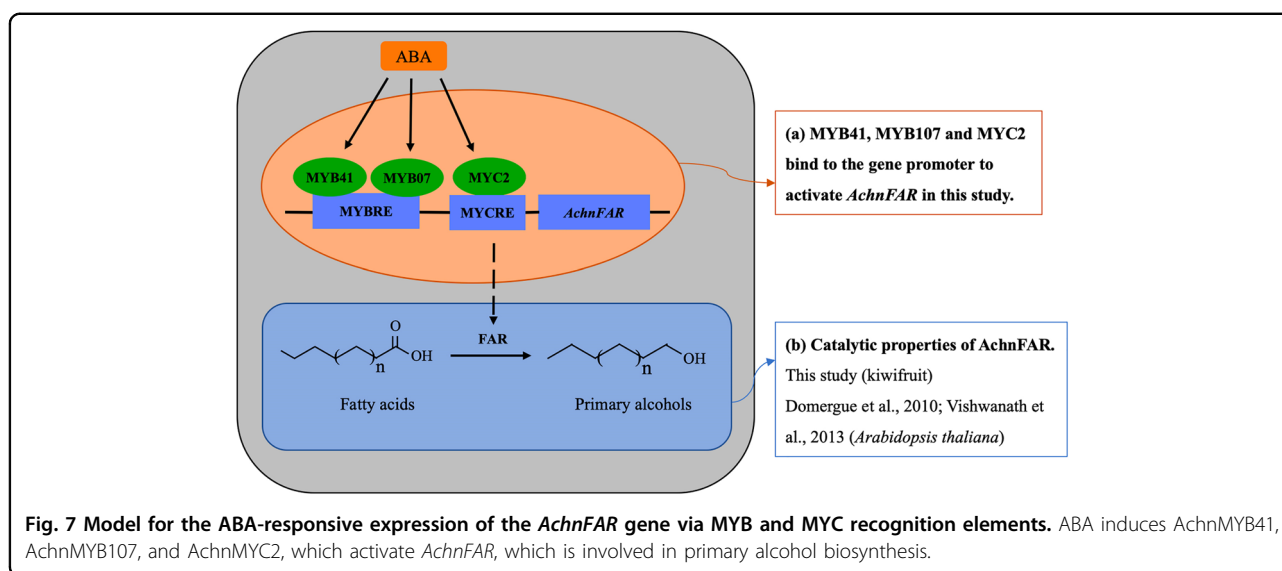 ABA
MYB41
MYB07
MYC2
MYBRE
MYCRE
AchnFAR
(a) MYB41, MYB107 and MYC2
bind to the gene promoter to
activate AchnFAR in this study.
O
OH
n
FAR
OH
n
Fatty acids
Primary alcohols
(b) Catalytic properties of AchnFAR.
This study (kiwifruit)
Domergue et al., 2010; Vishwanath et
al., 2013 (Arabidopsis thaliana)
Fig. 7 Model for the ABA-responsive expression of the AchnFAR gene via MYB and MYC recognition elements. ABA induces AchnMYB41,
AchnMYB107, and AchnMYC2, which activate AchnFAR, which is involved in primary alcohol biosynthesis.